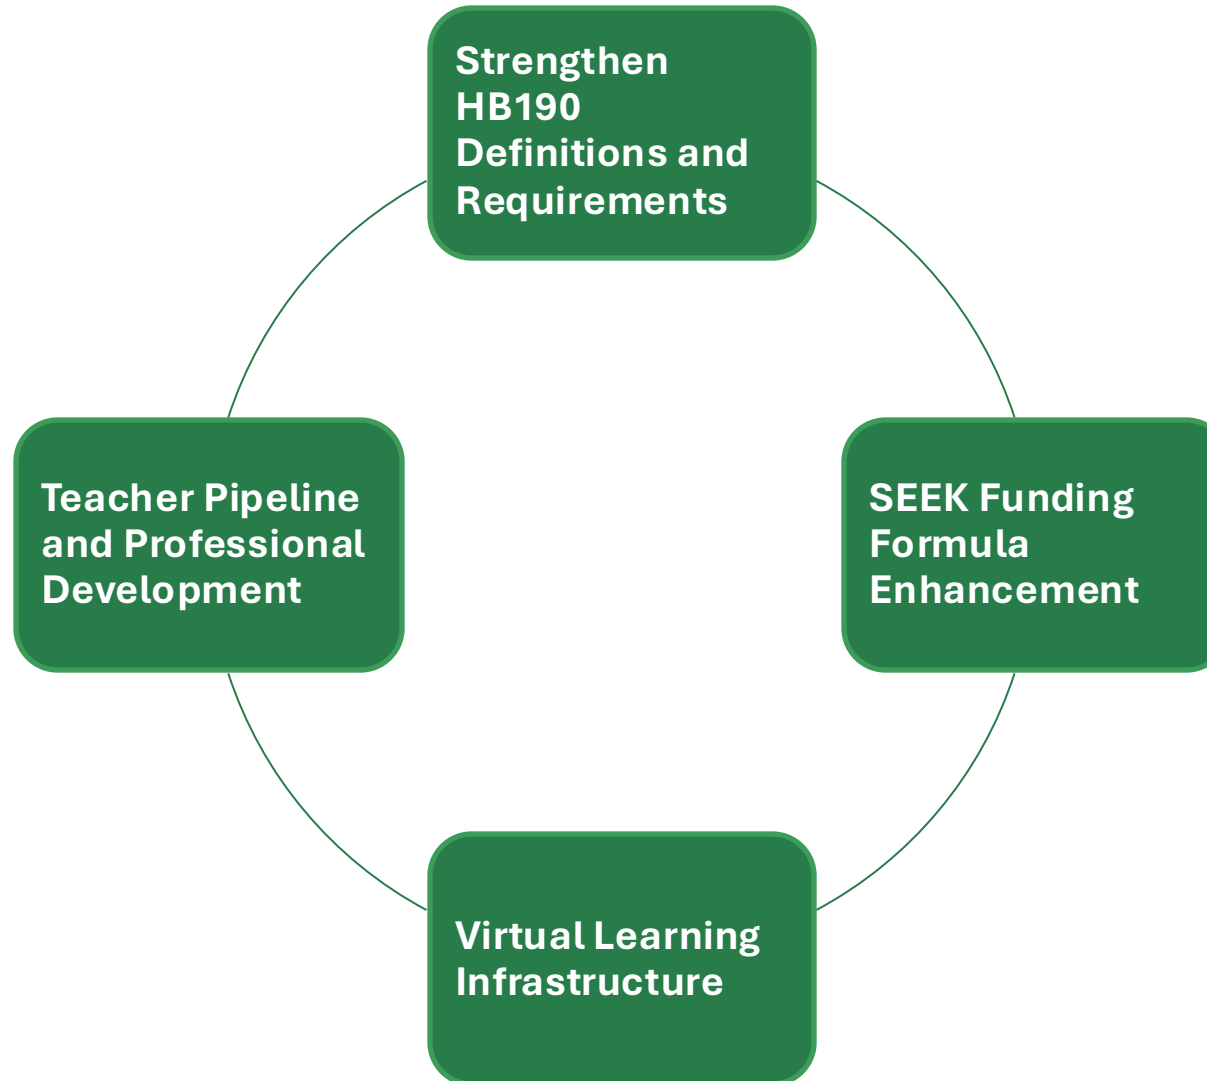 Strengthen
HB190
Definitions and
Requirements
Teacher Pipeline
and Professional
Development
SEEK Funding
Formula
Enhancement
Virtual Learning
Infrastructure